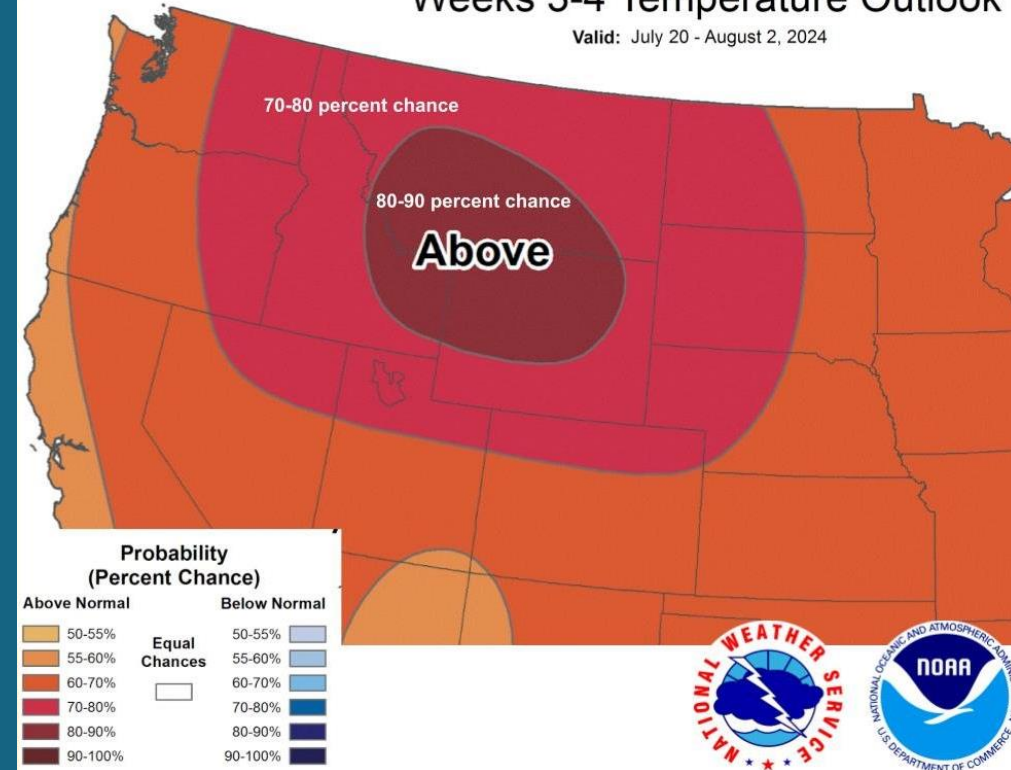 Weeks 3-4 Temperature Outlook
Valid: July 20 - August 2, 2024
70-80 percent chance
80-90 percent chance
Above
Probability
(Percent Chance)
Above Normal
Below Normal
50-55%
55-60%
60-70%
70-80%
80-90%
90-100%
Equal
Chances
50-55%
55-60%
60-70%
70-80%
80-90%
90-100%
NATIONAL WEATHER SERVICE
NATIONAL OCEANIC AND ATMOSPHERIC
NOAA
U.S. DEPARTMENT OF COMMERCE